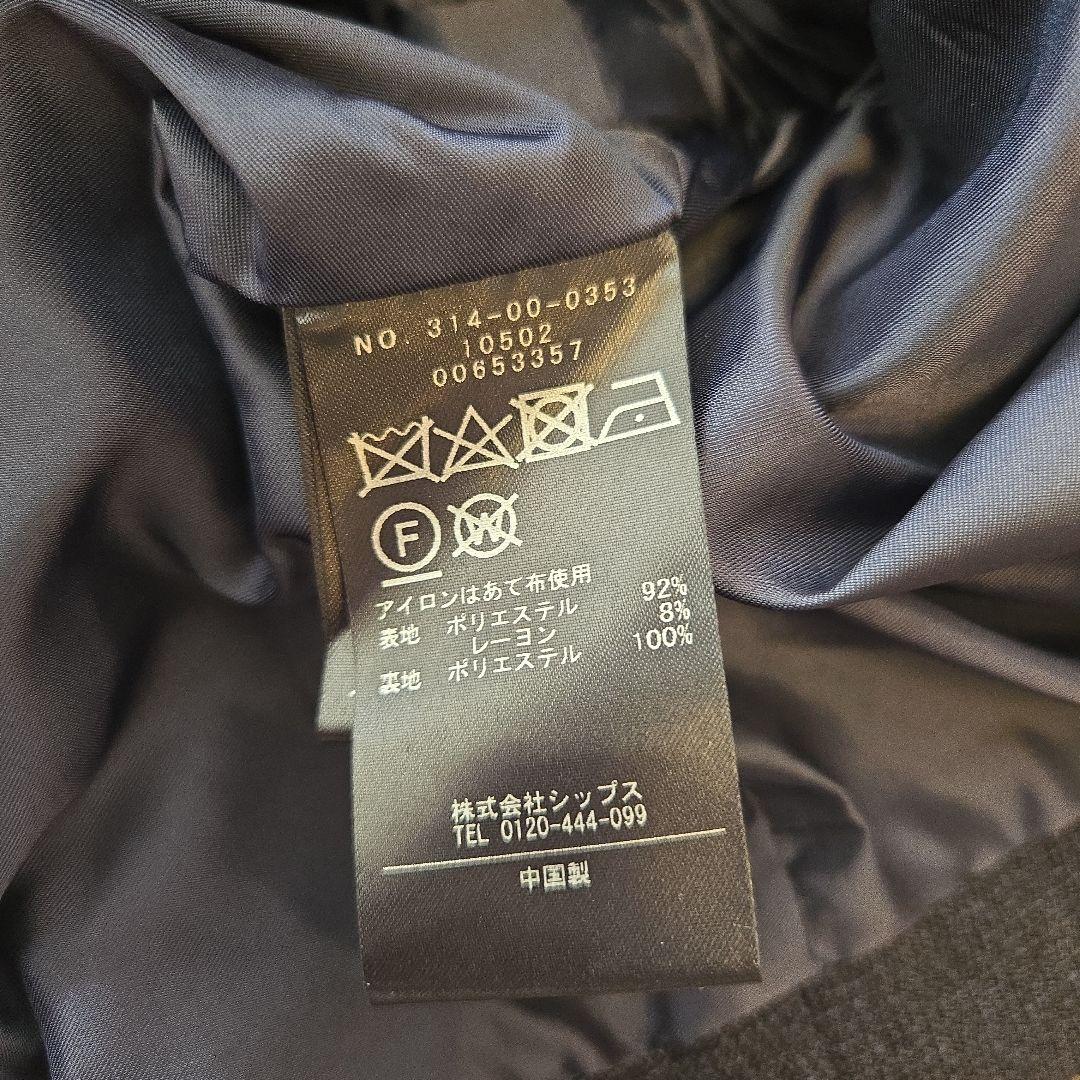 NO. 314-00-0353
10502
00653357
F
W
アイロンはあて布使用
表地 ポリエステル 92%
レーヨン 8%
裏地 ポリエステル 100%
株式会社シップス
TEL 0120-444-099
中国製